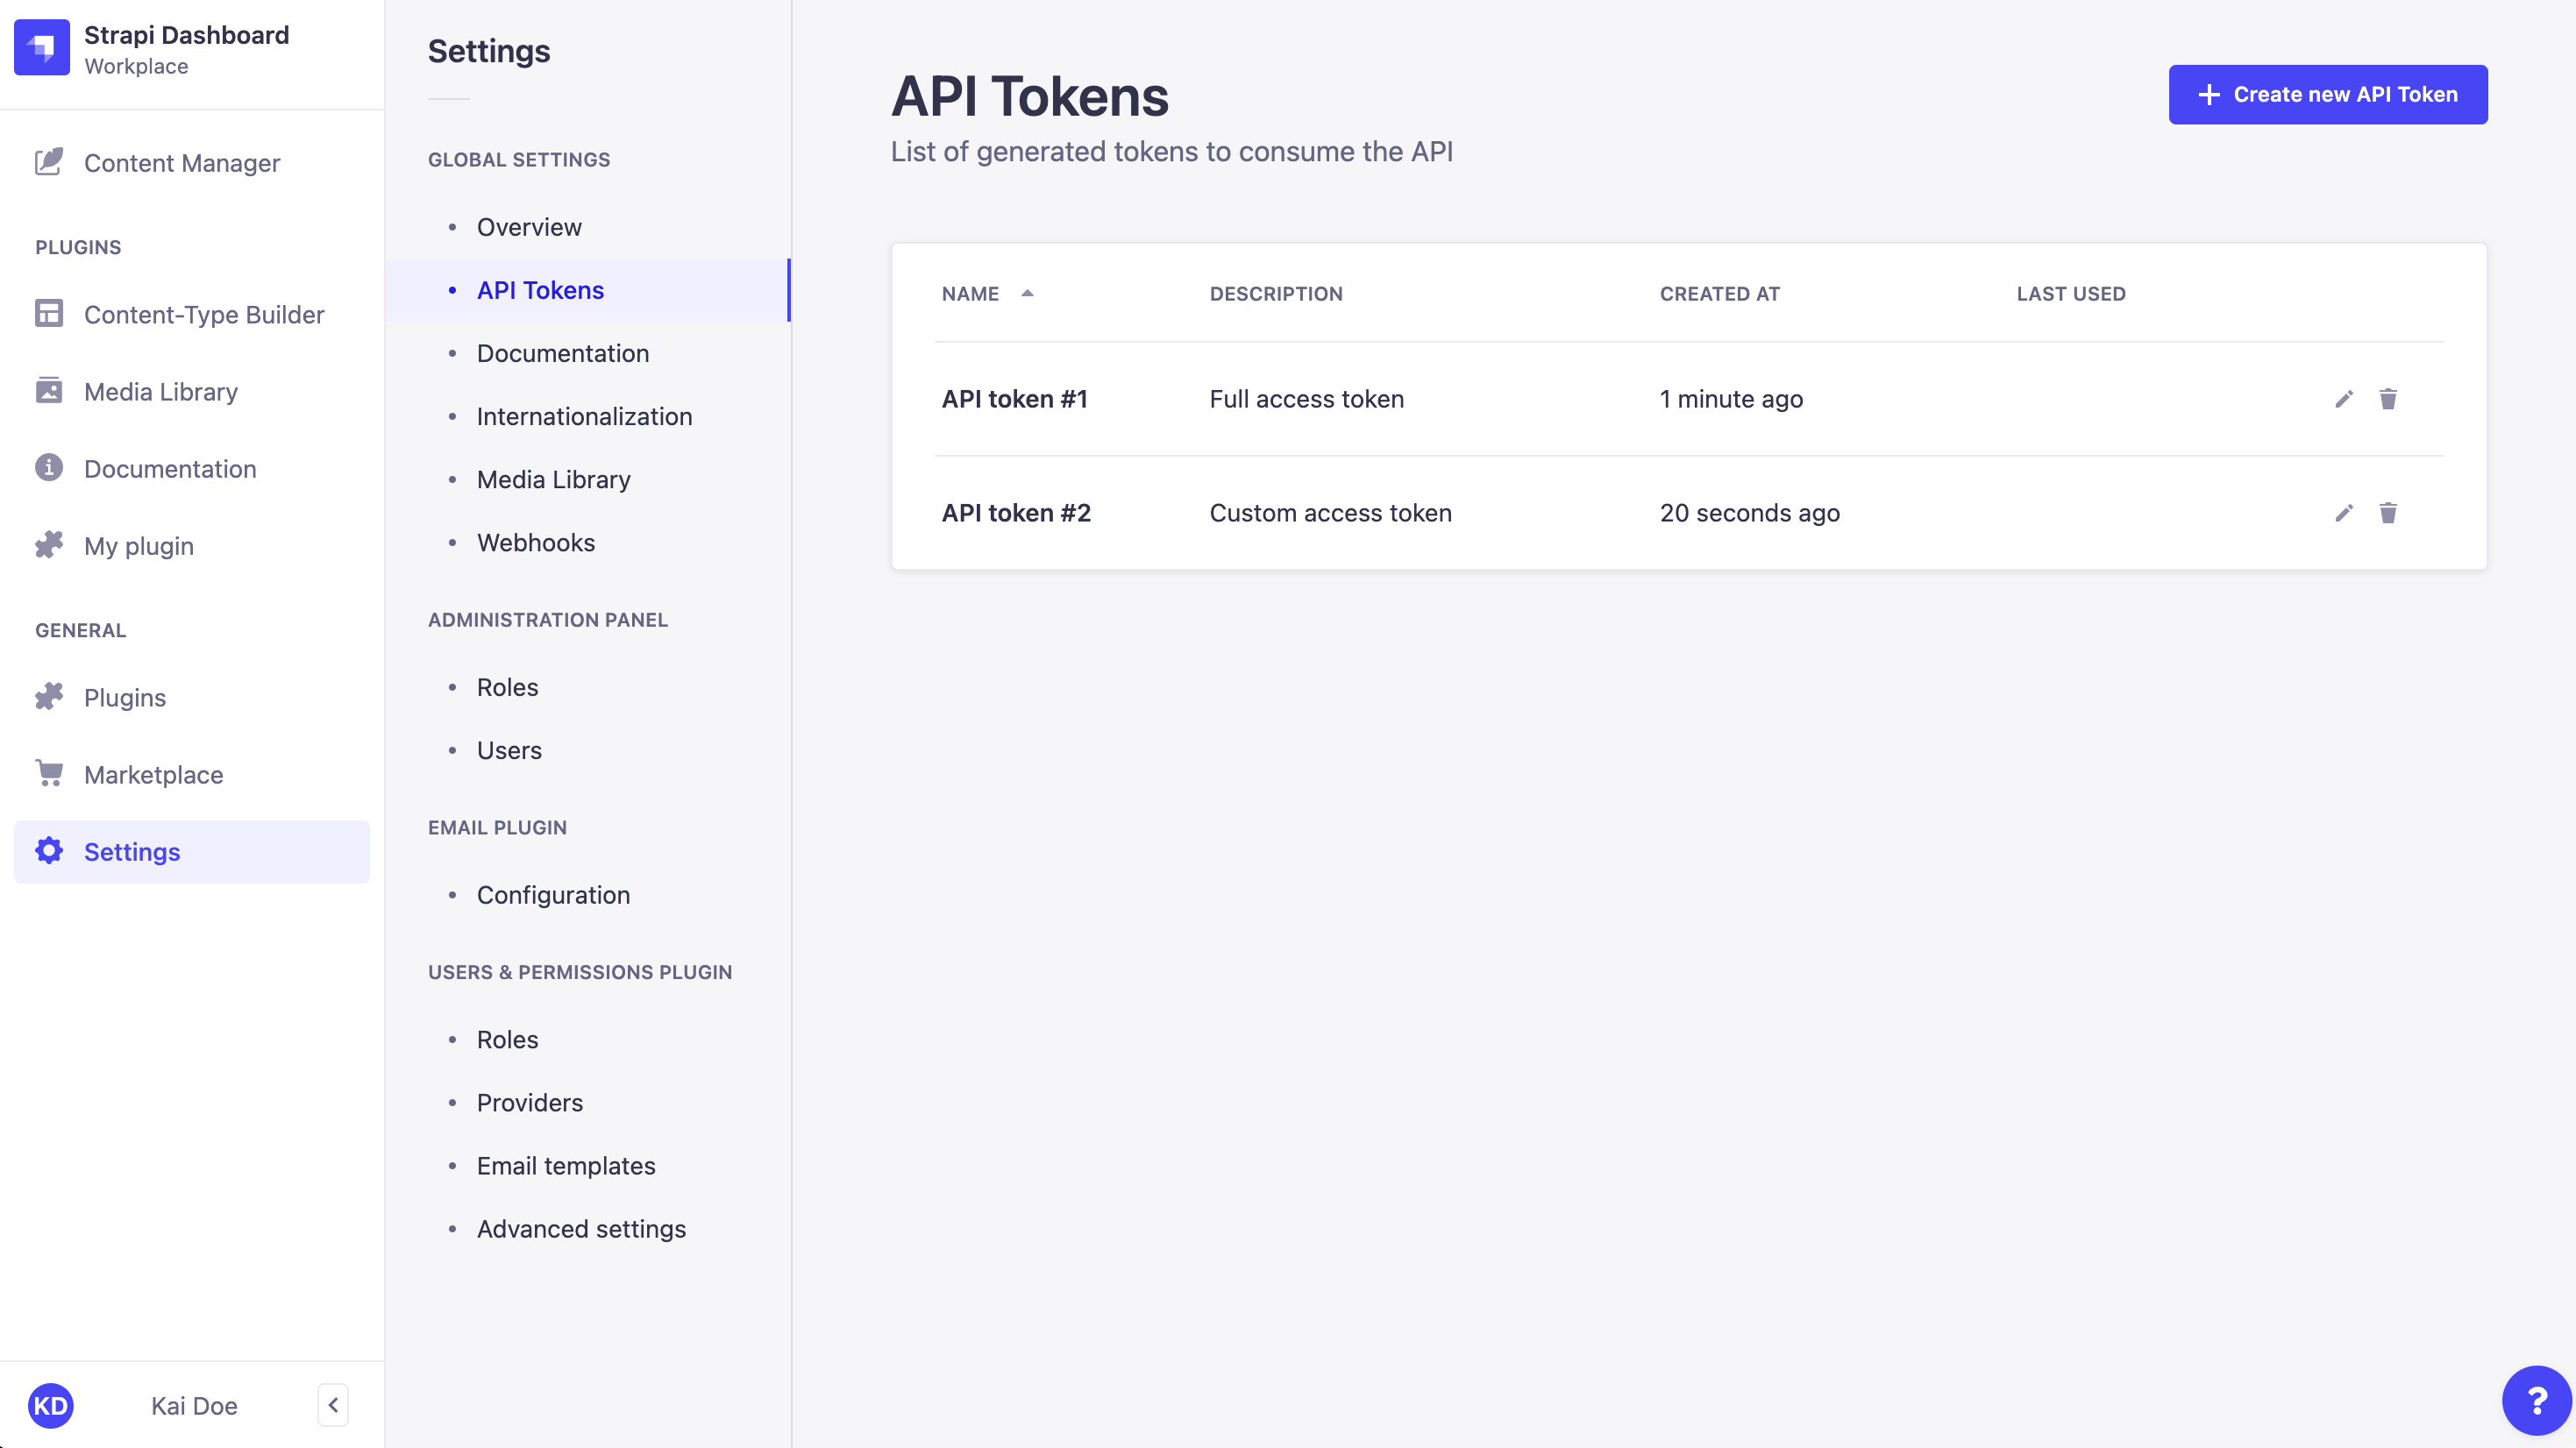 Strapi Dashboard
Workplace
Content Manager
PLUGINS
Content-Type Builder
Media Library
Documentation
My plugin
GENERAL
Plugins
Marketplace
Settings
KD
Kai Doe
Settings
GLOBAL SETTINGS
Overview
API Tokens
Documentation
Internationalization
Media Library
Webhooks
ADMINISTRATION PANEL
Roles
Users
EMAIL PLUGIN
Configuration
USERS & PERMISSIONS PLUGIN
Roles
Providers
Email templates
Advanced settings
API Tokens
List of generated tokens to consume the API
Create new API Token
NAME DESCRIPTION CREATED AT LAST USED
API token #1 Full access token 1 minute ago
API token #2 Custom access token 20 seconds ago
?